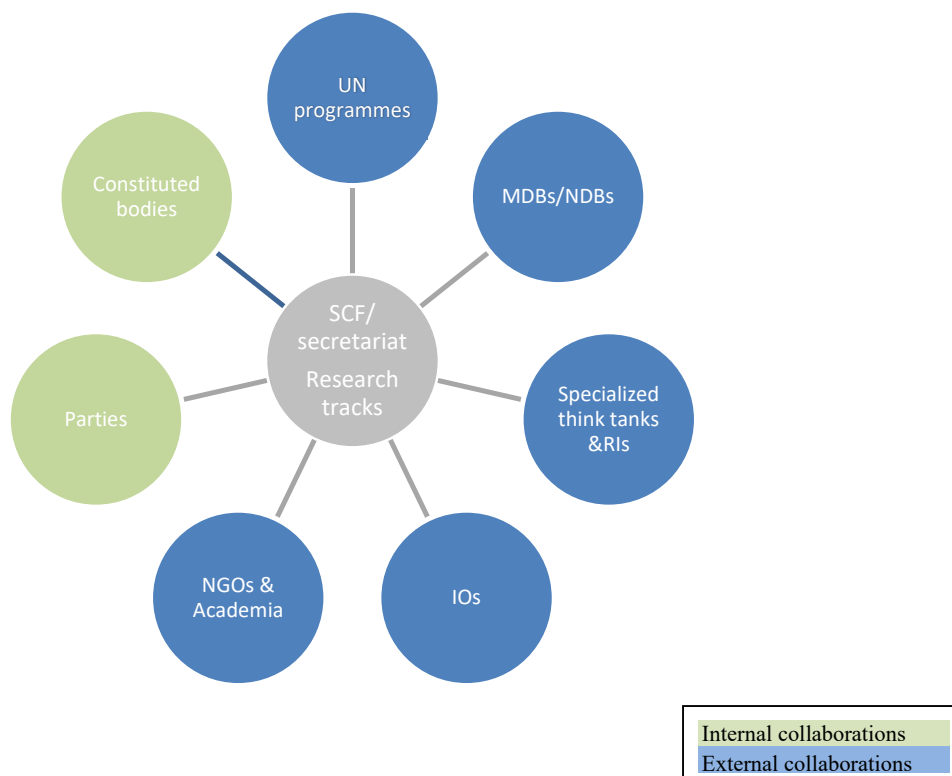 UN
programmes
Constituted
bodies
MDBs/NDBs
SCF/
secretariat
Research
tracks
Parties
Specialized
think tanks
&RIs
NGOs &
Academia
IOs
Internal collaborations
External collaborations